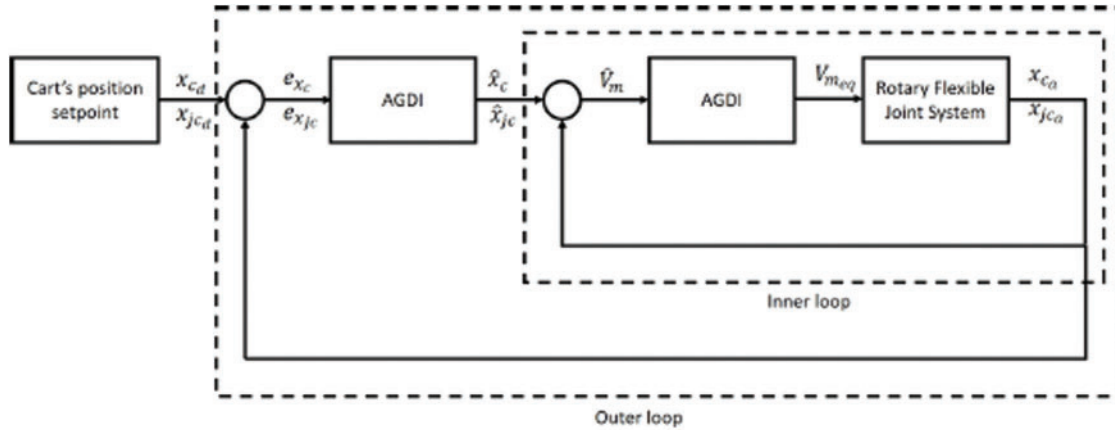 Cart's position
setpoint
x_{c_d}
x_{jc_d}
e_{x_c}
e_{x_{jc}}
AGDI
x̂_c
x̂_{jc}
V̂_m
AGDI
V_{m_{eq}}
Rotary Flexible
Joint System
x_{c_a}
x_{jc_a}
Inner loop
Outer loop